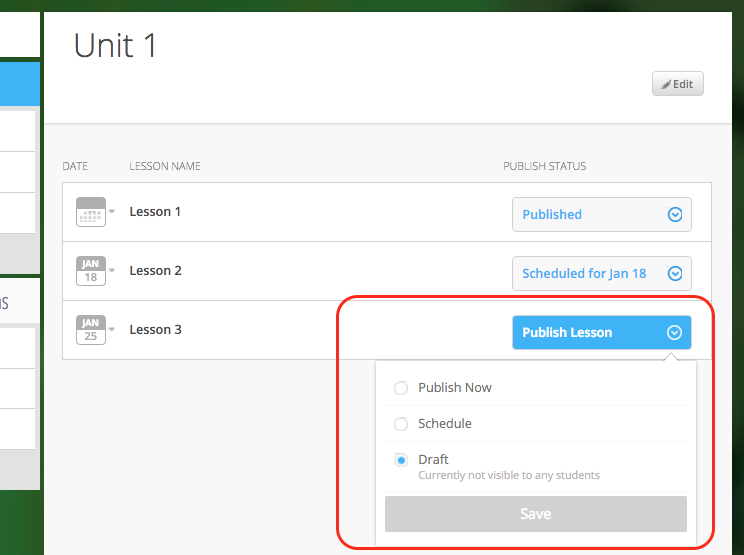 Unit 1
Edit
DATE LESSON NAME PUBLISH STATUS
Lesson 1 Published
JAN
18 Lesson 2 Scheduled for Jan 18
JAN
25 Lesson 3 Publish Lesson
Publish Now
Schedule
Draft
Currently not visible to any students
Save